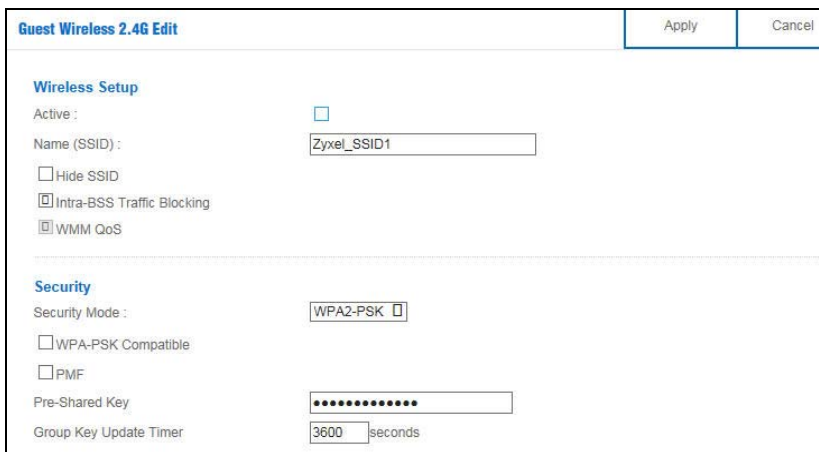 Guest Wireless 2.4G Edit
Apply
Cancel
Wireless Setup
Active :
Name (SSID) :
Zyxel_SSID1
Hide SSID
Intra-BSS Traffic Blocking
WMM QoS
Security
Security Mode :
WPA2-PSK
WPA-PSK Compatible
PMF
Pre-Shared Key
•••••••••••••
Group Key Update Timer
3600 seconds